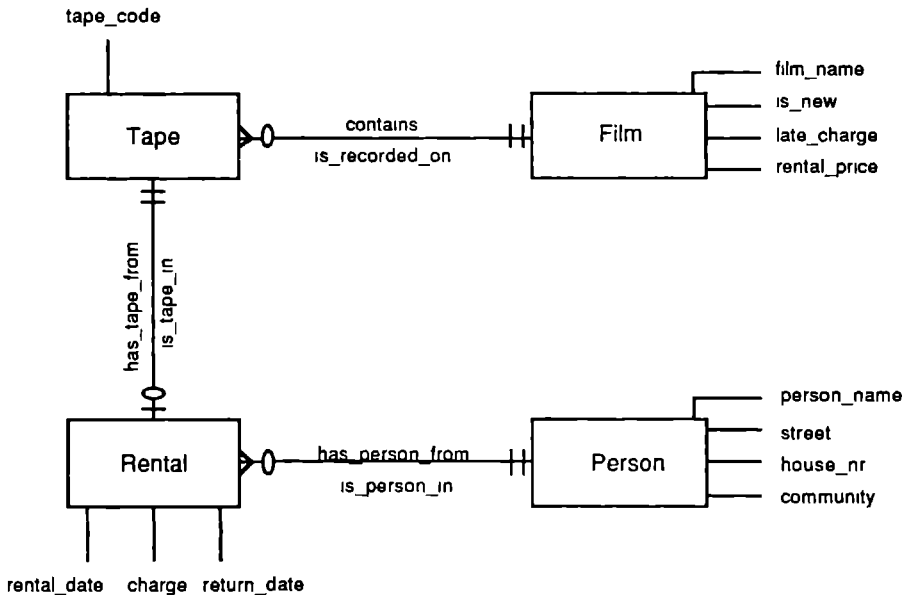 tape_code
Tape
contains
is_recorded_on
Film
film_name
is_new
late_charge
rental_price
has_tape_from
is_tape_in
Rental
has_person_from
is_person_in
Person
person_name
street
house_nr
community
rental_date charge return_date